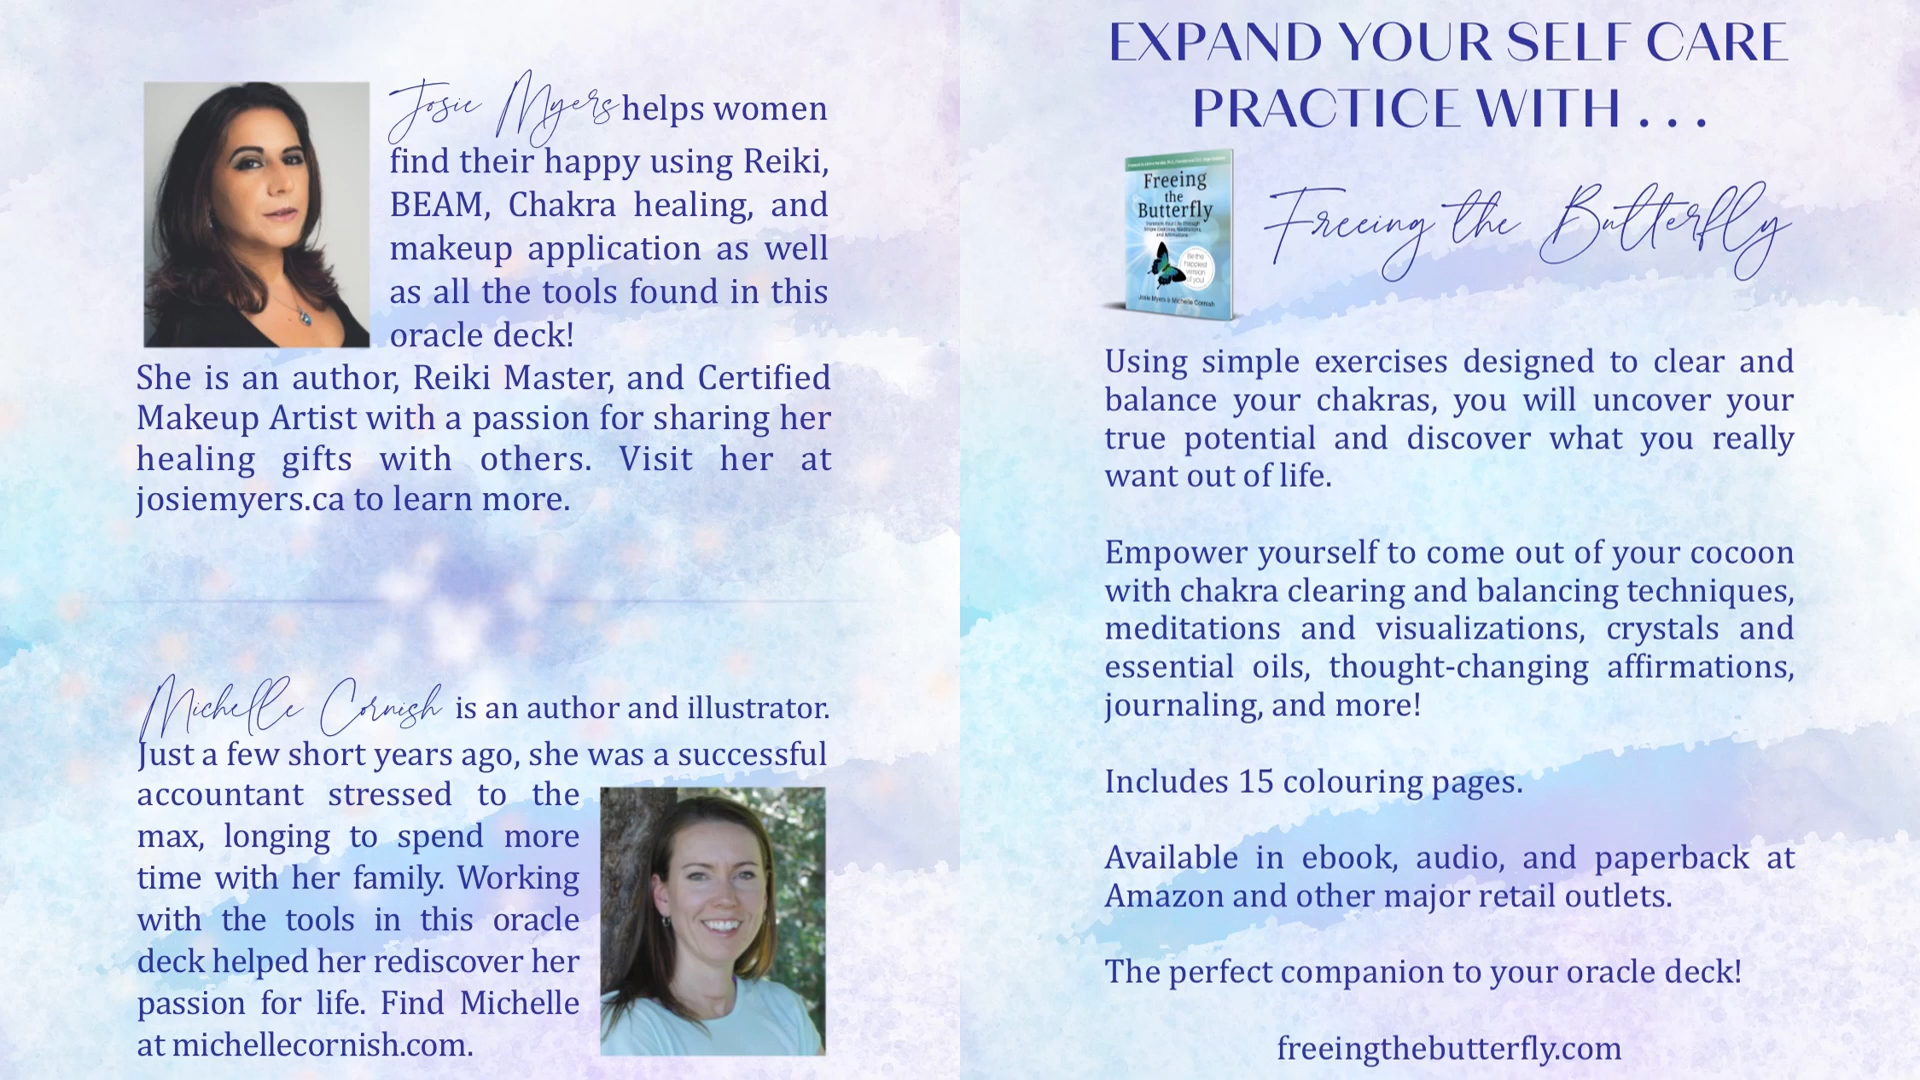 Josie Myers helps women
find their happy using Reiki,
BEAM, Chakra healing, and
makeup application as well
as all the tools found in this
oracle deck!
She is an author, Reiki Master, and Certified
Makeup Artist with a passion for sharing her
healing gifts with others. Visit her at
josiemyers.ca to learn more.
Michelle Cornish is an author and illustrator.
Just a few short years ago, she was a successful
accountant stressed to the
max, longing to spend more
time with her family. Working
with the tools in this oracle
deck helped her rediscover her
passion for life. Find Michelle
at michellecornish.com.
EXPAND YOUR SELF CARE
PRACTICE WITH . . .
Freeing
the
Butterfly
Transform Your Life through
Simple Exercises, Meditations,
and Affirmations
Be the
happiest
version
of you!
Josie Myers & Michelle Cornish
Freeing the Butterfly
Using simple exercises designed to clear and
balance your chakras, you will uncover your
true potential and discover what you really
want out of life.
Empower yourself to come out of your cocoon
with chakra clearing and balancing techniques,
meditations and visualizations, crystals and
essential oils, thought-changing affirmations,
journaling, and more!
Includes 15 colouring pages.
Available in ebook, audio, and paperback at
Amazon and other major retail outlets.
The perfect companion to your oracle deck!
freeingthebutterfly.com